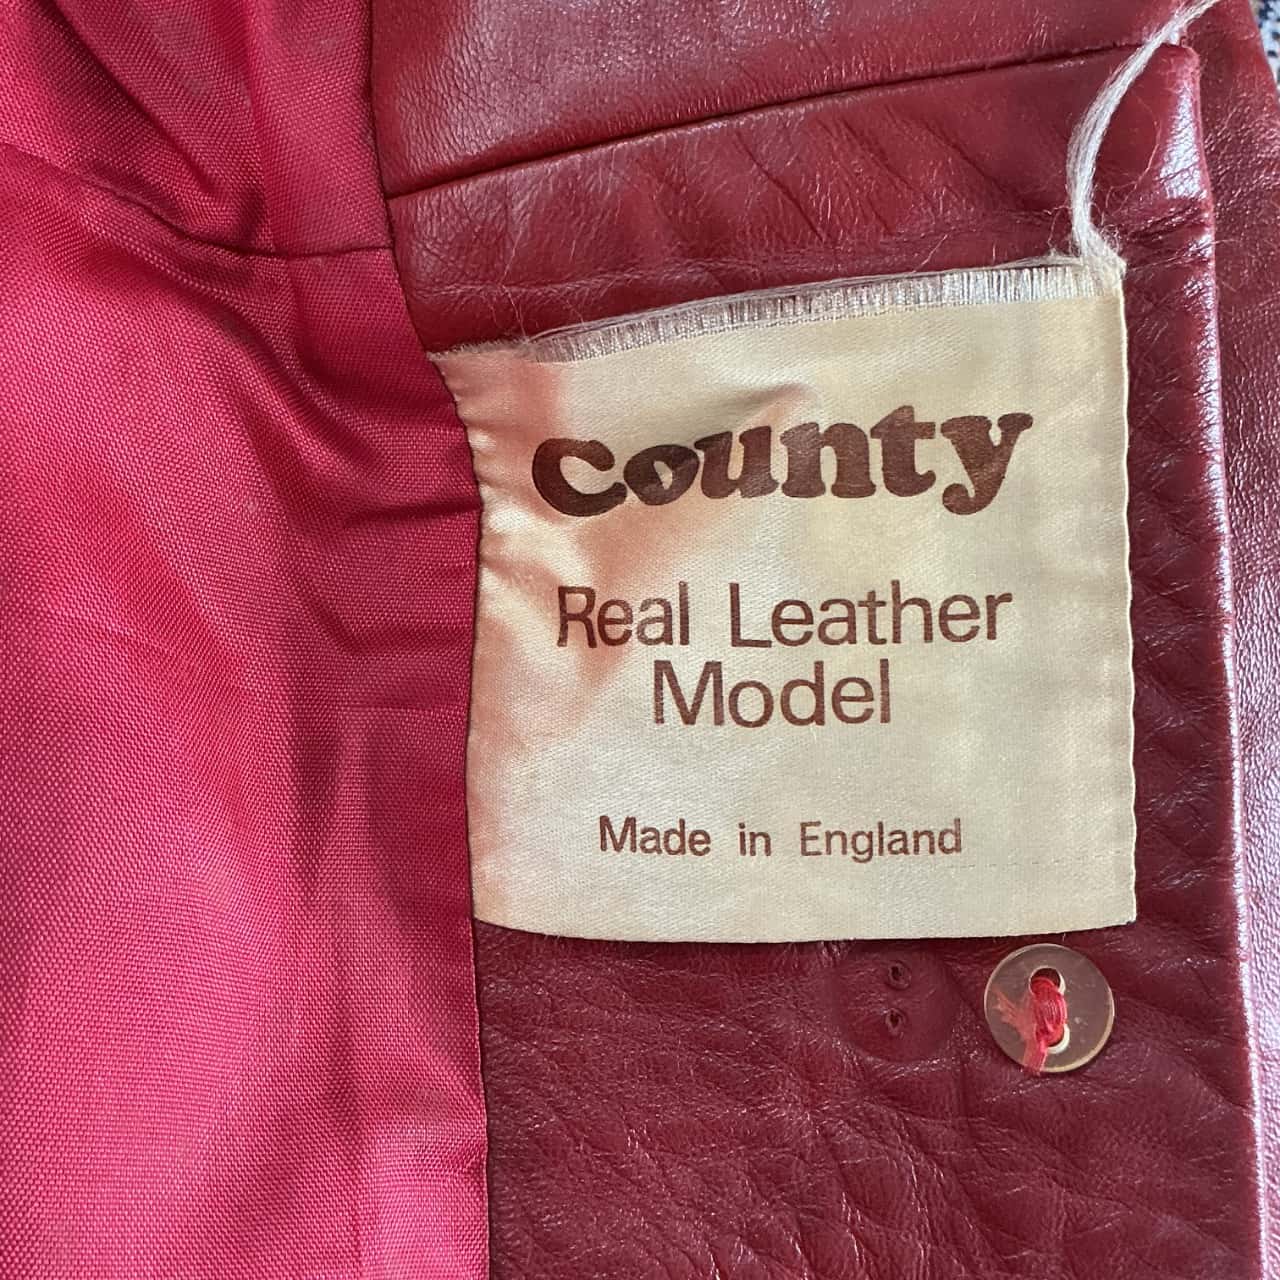 County
Real Leather
Model
Made in England